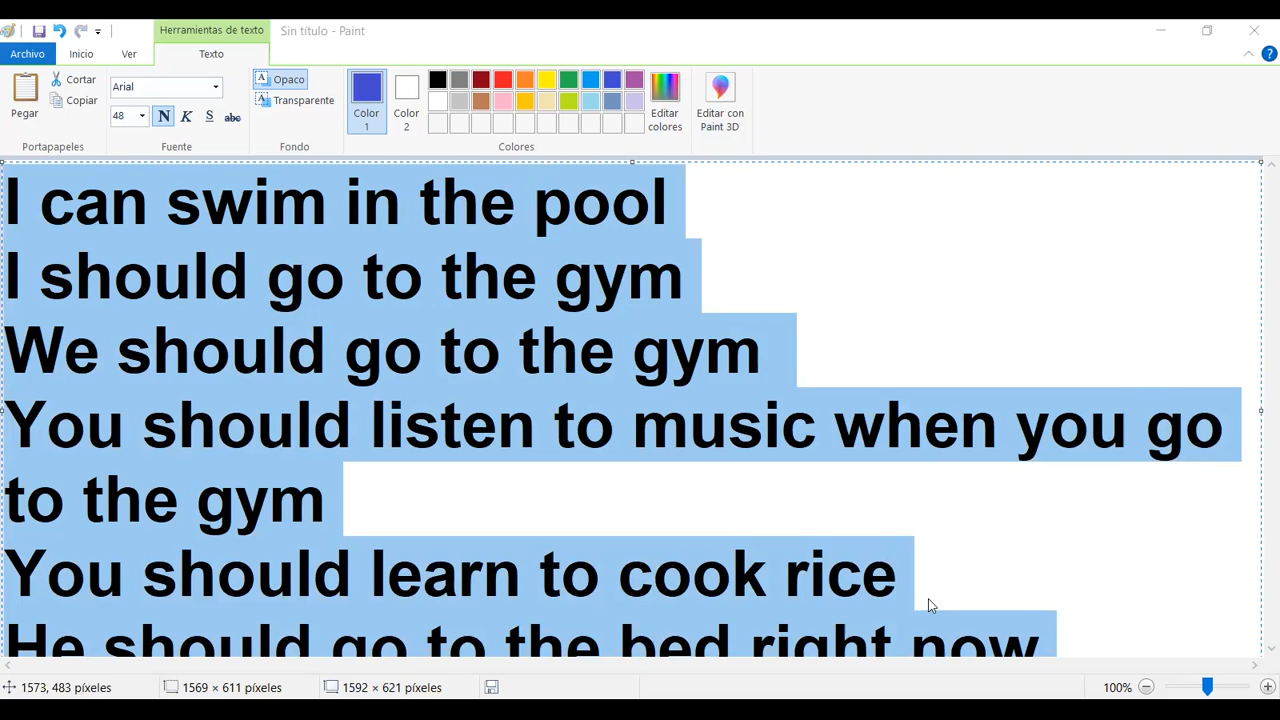 Herramientas de texto
Sin título - Paint
Archivo
Inicio
Ver
Texto
Pegar
Cortar
Copiar
Portapapeles
Arial
48
N
K
S
abc
Fuente
A
Opaco
A
Transparente
Fondo
Color
1
Color
2
Editar
colores
Editar con
Paint 3D
Colores
?
I can swim in the pool
I should go to the gym
We should go to the gym
You should listen to music when you go
to the gym
You should learn to cook rice
He should go to the bed right now
1573, 483 píxeles
1569 × 611 píxeles
1592 × 621 píxeles
100%